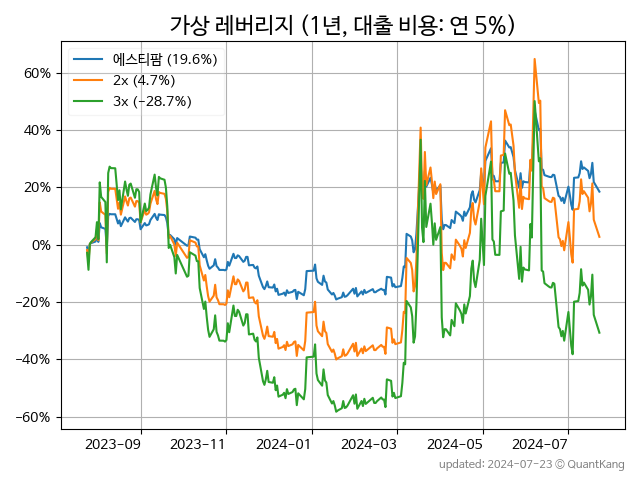 가상 레버리지 (1년, 대출 비용: 연 5%)
에스티팜 (19.6%)
2x (4.7%)
3x (−28.7%)
60%
40%
20%
0%
−20%
−40%
−60%
2023-09
2023-11
2024-01
2024-03
2024-05
2024-07
updated: 2024-07-23 © QuantKang